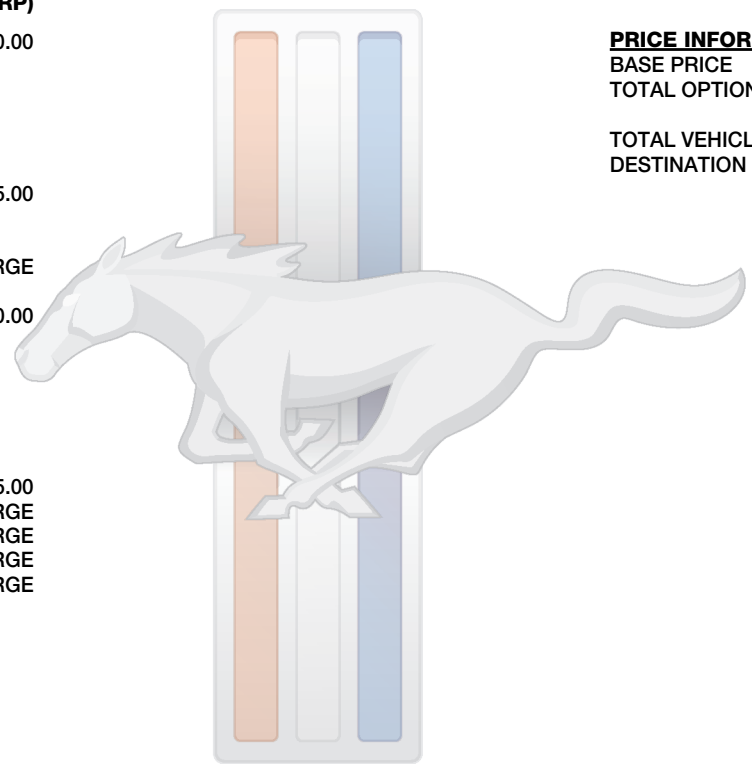 RP)
0.00
5.00
RGE
0.00
5.00
RGE
RGE
RGE
RGE
PRICE INFOR
BASE PRICE
TOTAL OPTION
TOTAL VEHICL
DESTINATION